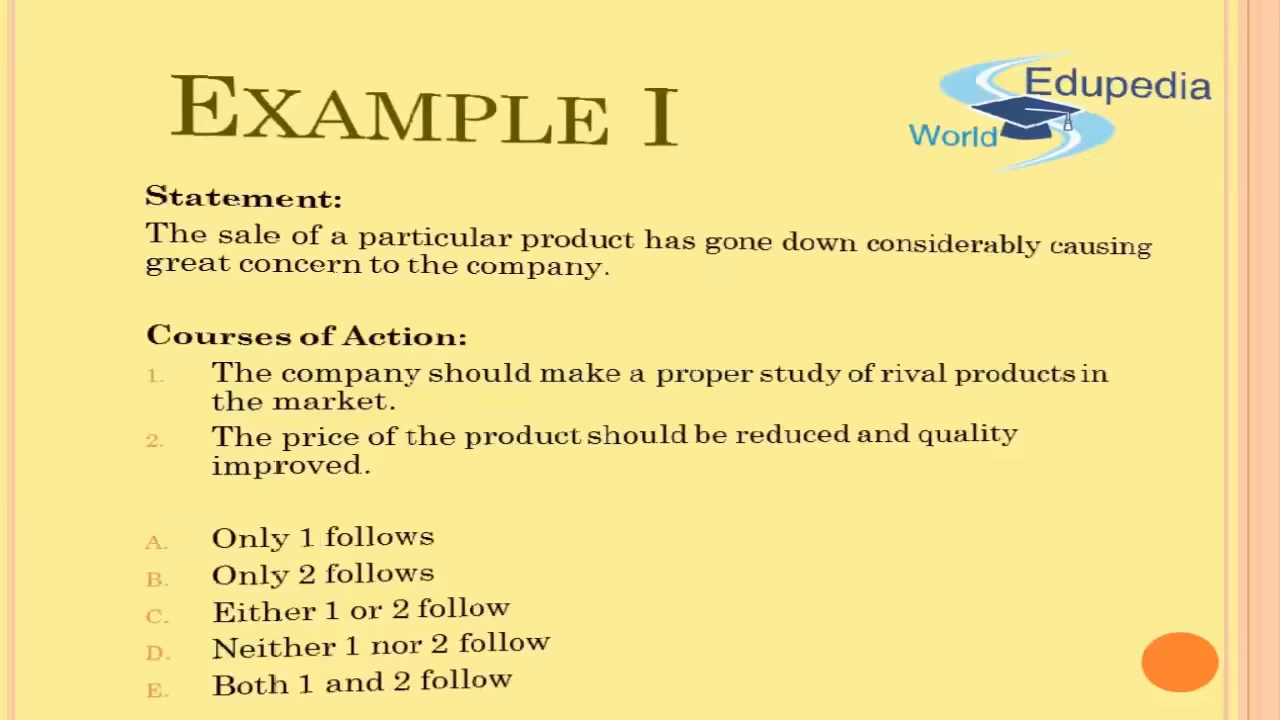 EXAMPLE I
Edupedia
World
Statement:
The sale of a particular product has gone down considerably causing
great concern to the company.
Courses of Action:
1. The company should make a proper study of rival products in
the market.
2. The price of the product should be reduced and quality
improved.
A. Only 1 follows
B. Only 2 follows
C. Either 1 or 2 follow
D. Neither 1 nor 2 follow
E. Both 1 and 2 follow